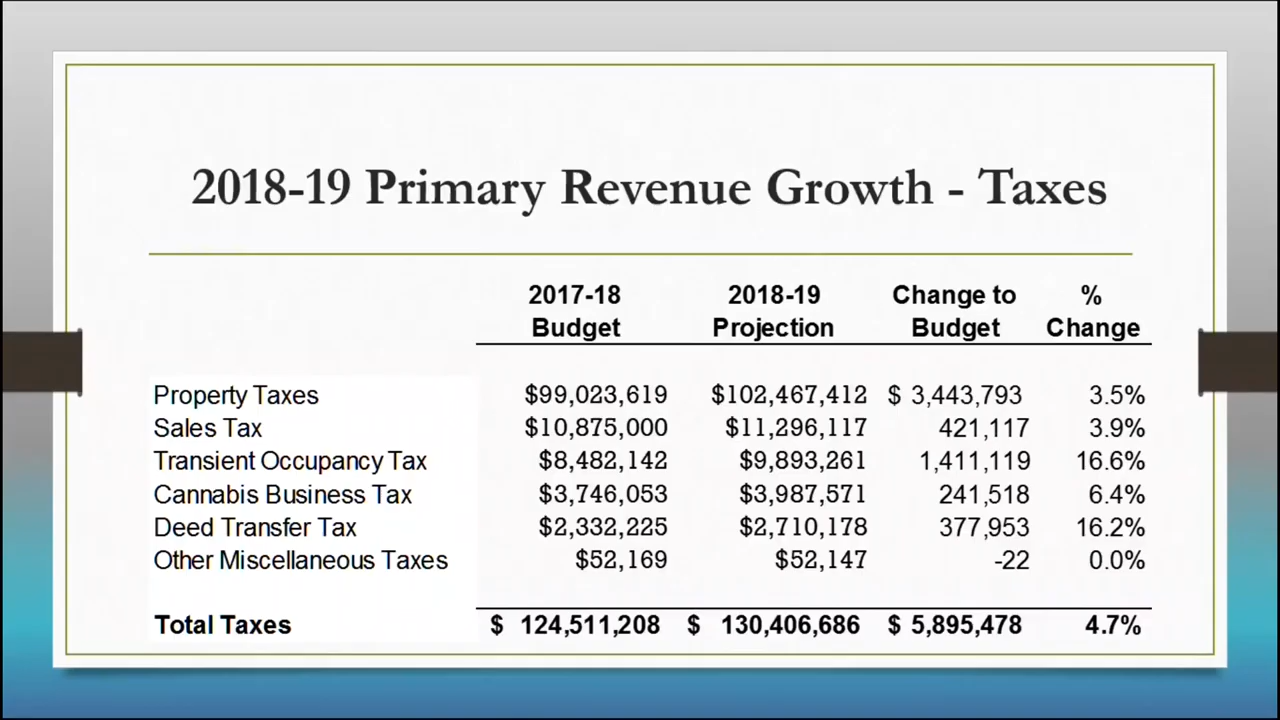 2018-19 Primary Revenue Growth - Taxes
2017-18 2018-19 Change to %
Budget Projection Budget Change
Property Taxes $99,023,619 $102,467,412 $ 3,443,793 3.5%
Sales Tax $10,875,000 $11,296,117 421,117 3.9%
Transient Occupancy Tax $8,482,142 $9,893,261 1,411,119 16.6%
Cannabis Business Tax $3,746,053 $3,987,571 241,518 6.4%
Deed Transfer Tax $2,332,225 $2,710,178 377,953 16.2%
Other Miscellaneous Taxes $52,169 $52,147 -22 0.0%
Total Taxes $ 124,511,208 $ 130,406,686 $ 5,895,478 4.7%